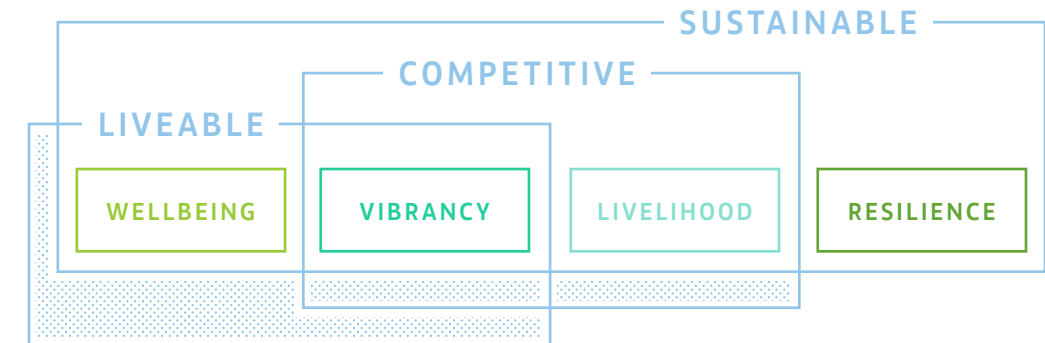 SUSTAINABLE
COMPETITIVE
LIVEABLE
WELLBEING VIBRANCY LIVELIHOOD RESILIENCE